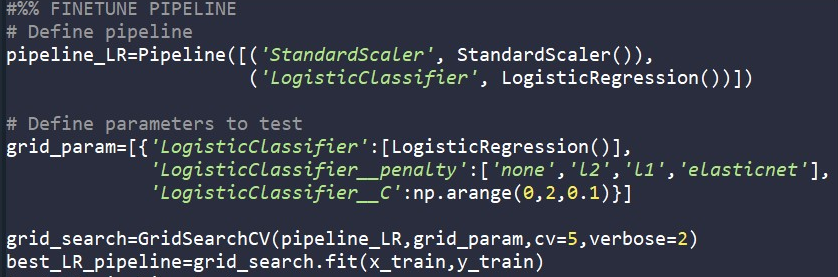 #%% FINETUNE PIPELINE
# Define pipeline
pipeline_LR=Pipeline([('StandardScaler', StandardScaler()),
('LogisticClassifier', LogisticRegression())])
# Define parameters to test
grid_param=[{'LogisticClassifier':[LogisticRegression()],
'LogisticClassifier__penalty':['none','l2','l1','elasticnet'],
'LogisticClassifier__C':np.arange(0,2,0.1)}]
grid_search=GridSearchCV(pipeline_LR,grid_param,cv=5,verbose=2)
best_LR_pipeline=grid_search.fit(x_train,y_train)